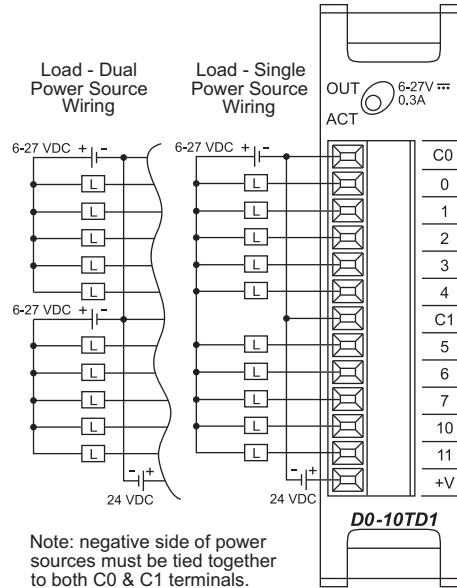 Load - Dual
Power Source
Wiring
Load - Single
Power Source
Wiring
OUT
ACT
6-27V ⎓
0.3A
6-27 VDC + -
L
L
L
L
L
6-27 VDC + -
L
L
L
L
L
- +
24 VDC
6-27 VDC + -
L
L
L
L
L
L
L
L
L
L
- +
24 VDC
C0
0
1
2
3
4
C1
5
6
7
10
11
+V
D0-10TD1
Note: negative side of power
sources must be tied together
to both C0 & C1 terminals.